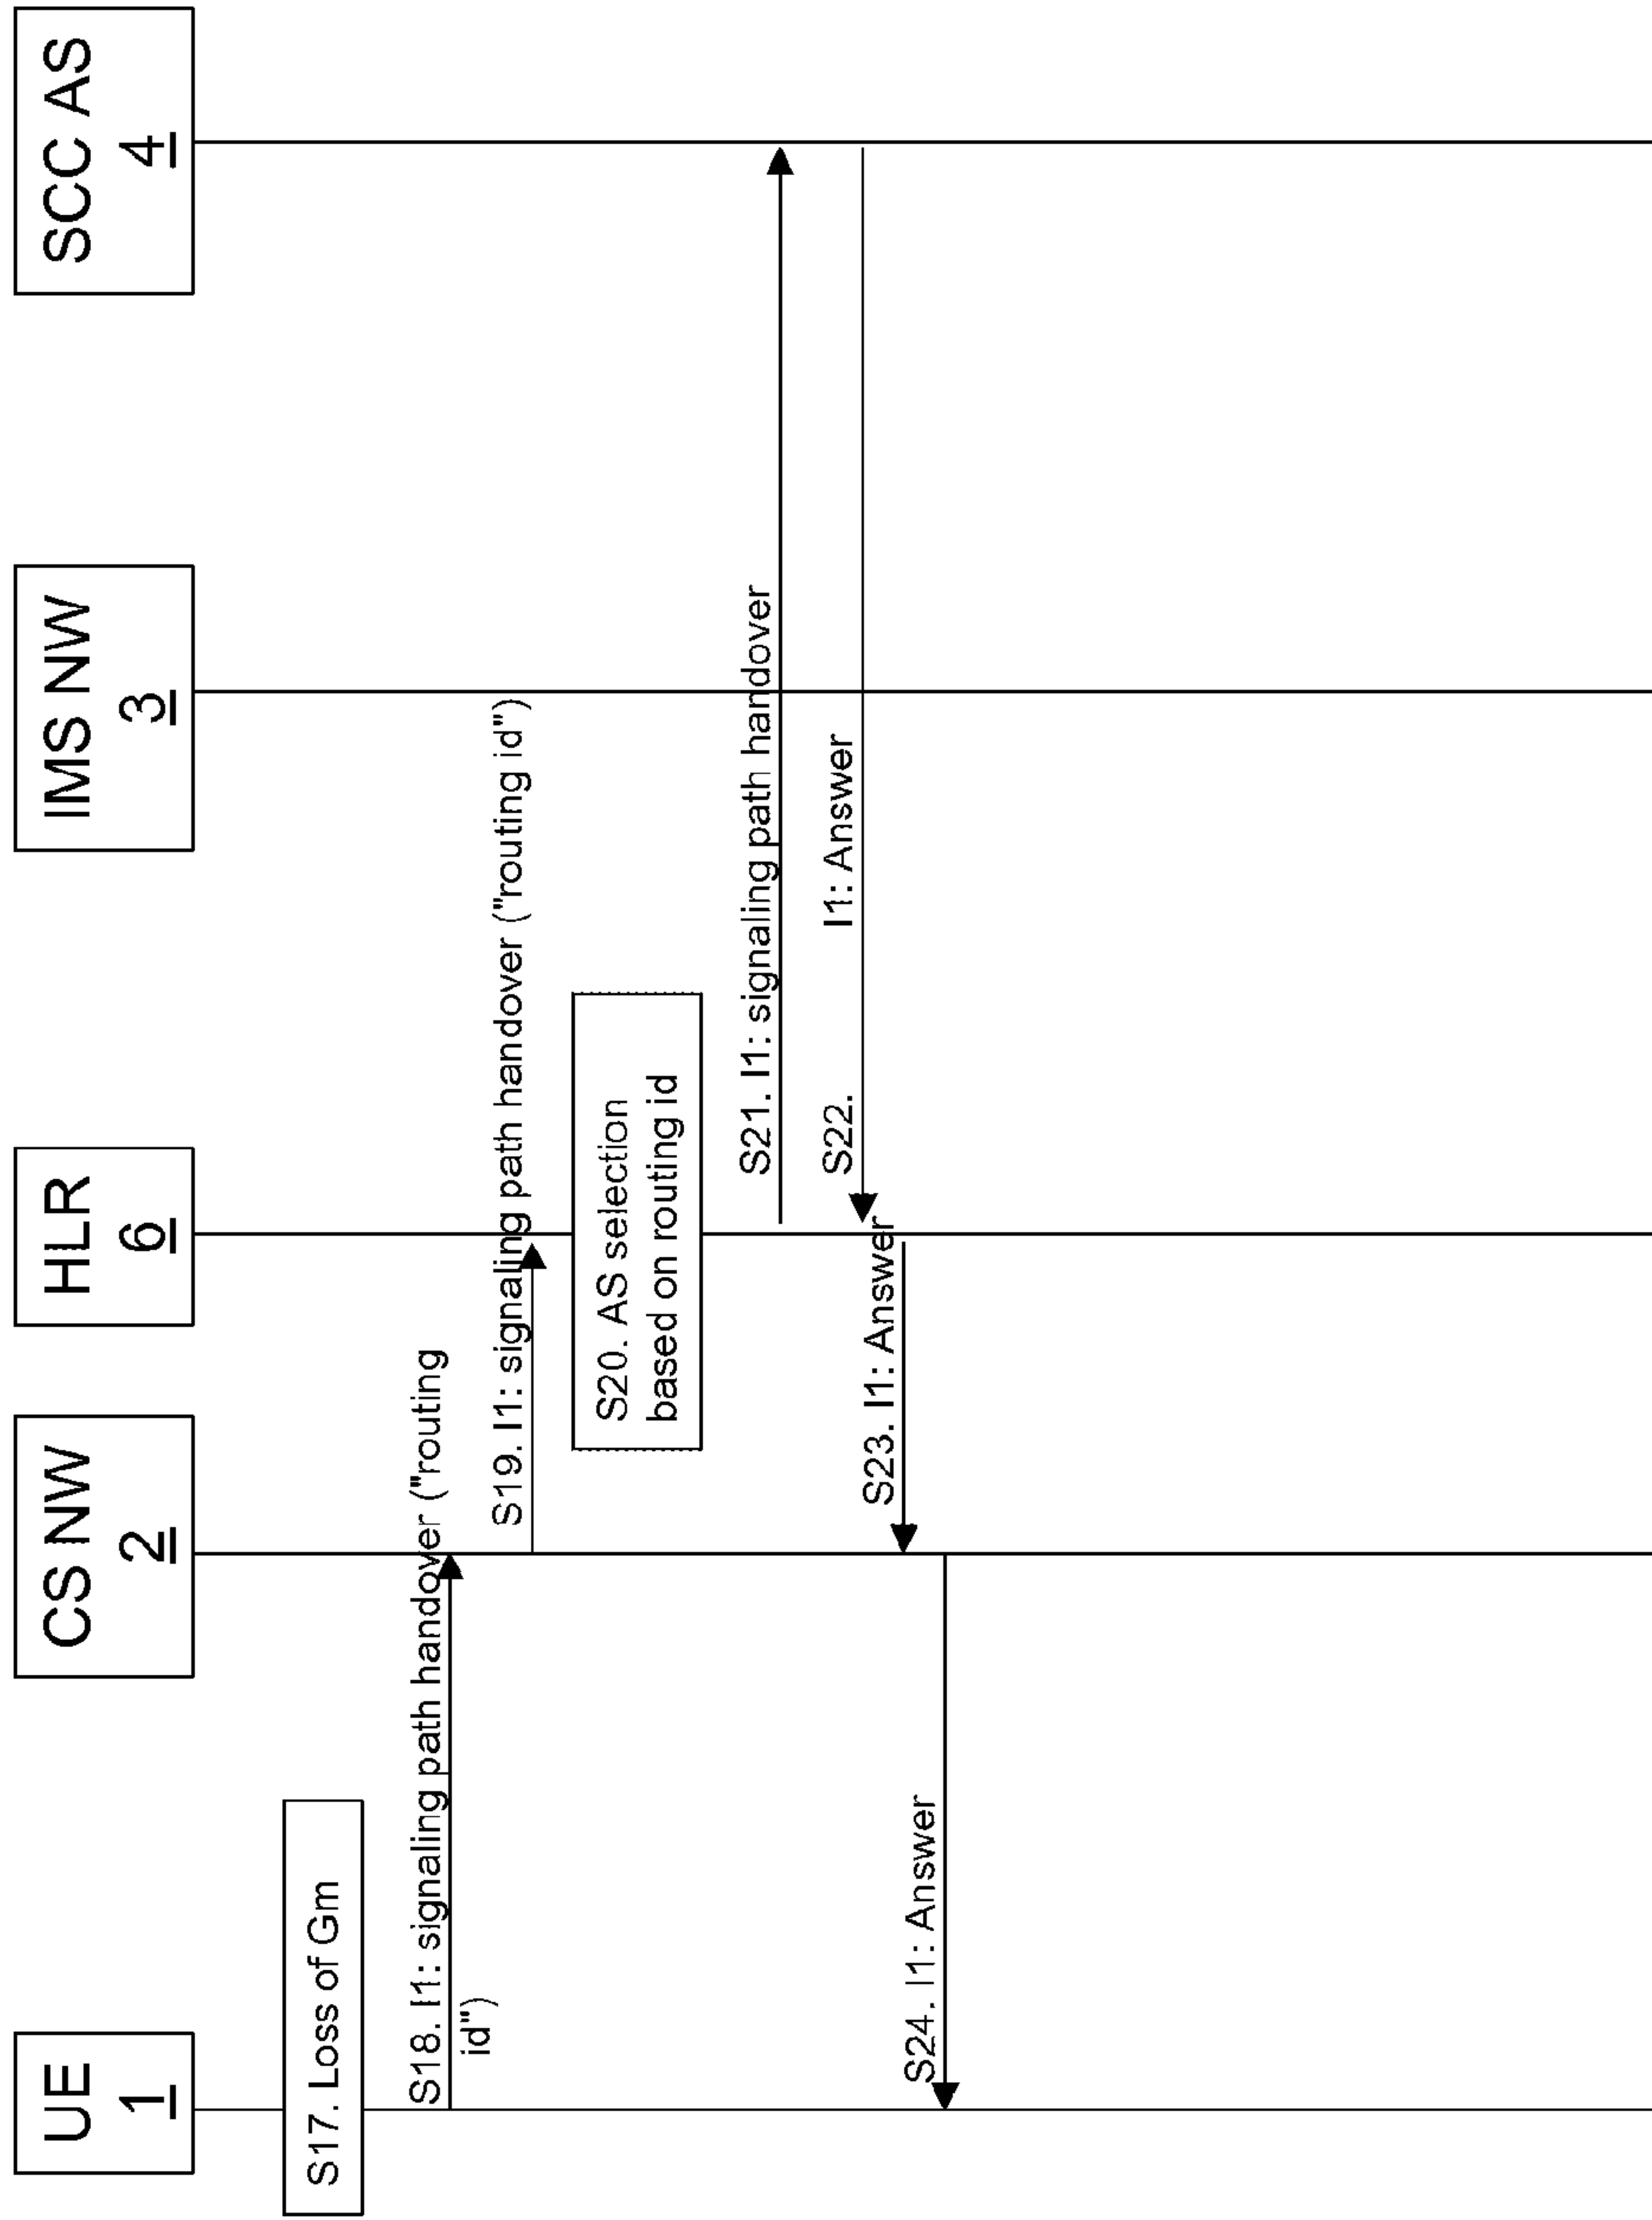 UE
1
CS NW
2
HLR
6
IMS NW
3
SCC AS
4
S17. Loss of Gm
S18. I1: signaling path handover ("routing
id")
S19. I1: signaling path handover ("routing id")
S20. AS selection
based on routing id
S21. I1: signaling path handover
S22. I1: Answer
S23. I1: Answer
S24. I1: Answer